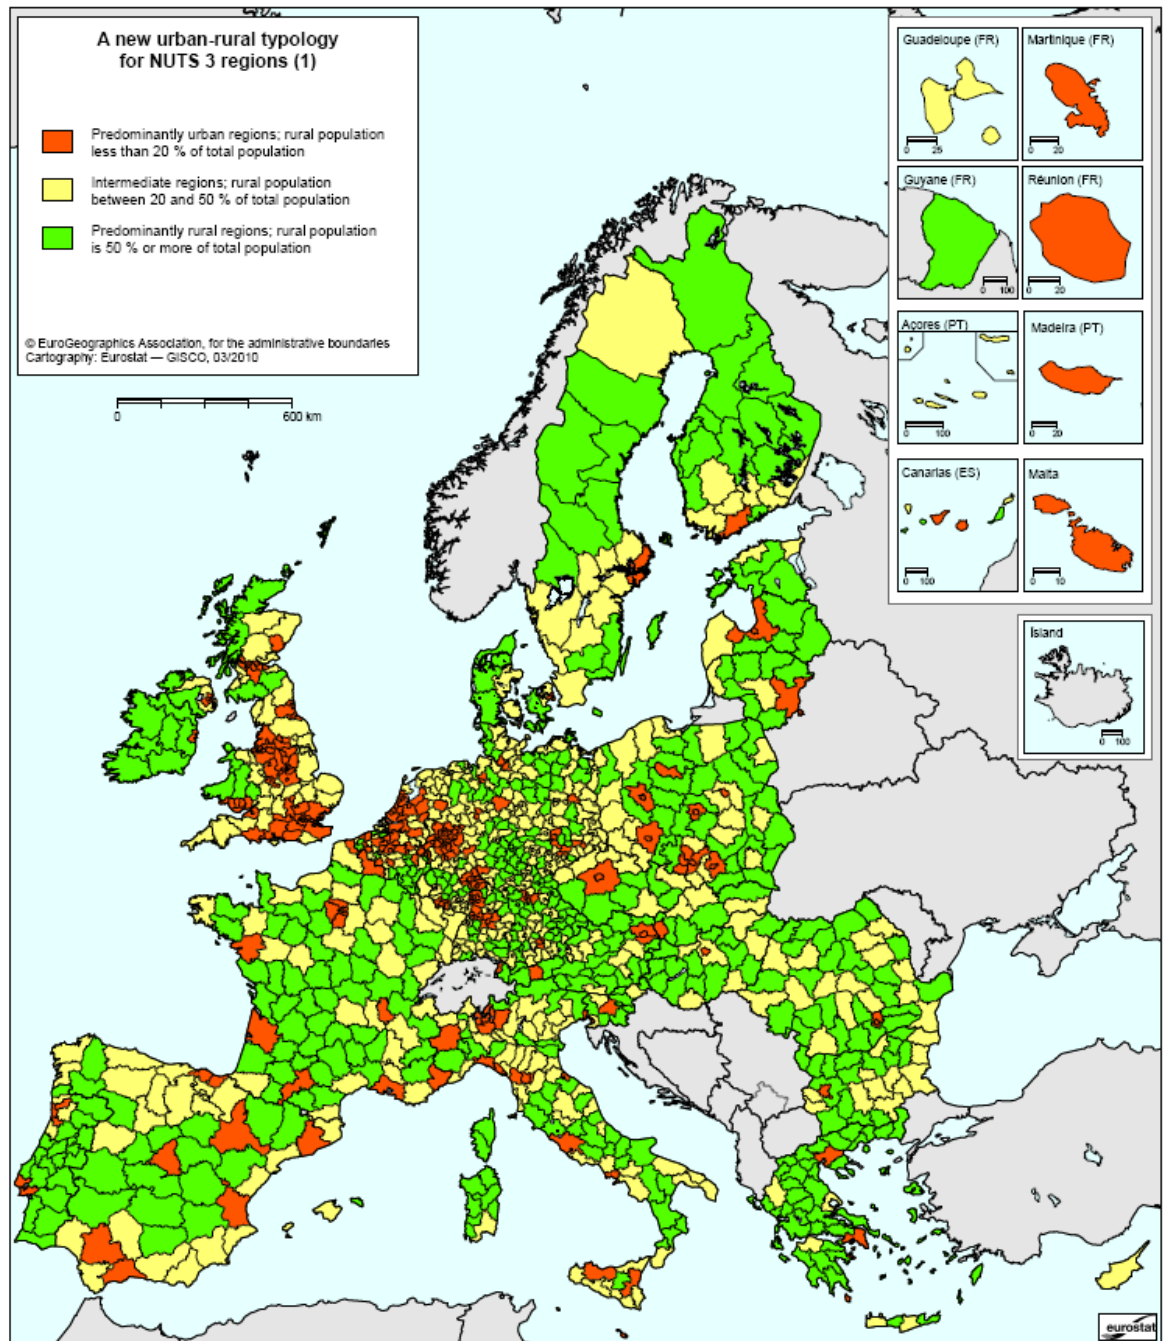 A new urban-rural typology
for NUTS 3 regions (1)
Predominantly urban regions; rural population
less than 20 % of total population
Intermediate regions; rural population
between 20 and 50 % of total population
Predominantly rural regions; rural population
is 50 % or more of total population
© EuroGeographics Association, for the administrative boundaries
Cartography: Eurostat — GISCO, 03/2010
0 600 km
Guadeloupe (FR)
0 25
Martinique (FR)
0 20
Guyane (FR)
0 100
Réunion (FR)
0 20
Açores (PT)
0 100
Madeira (PT)
0 20
Canarias (ES)
0 100
Malta
0 10
Ísland
0 100
eurostat